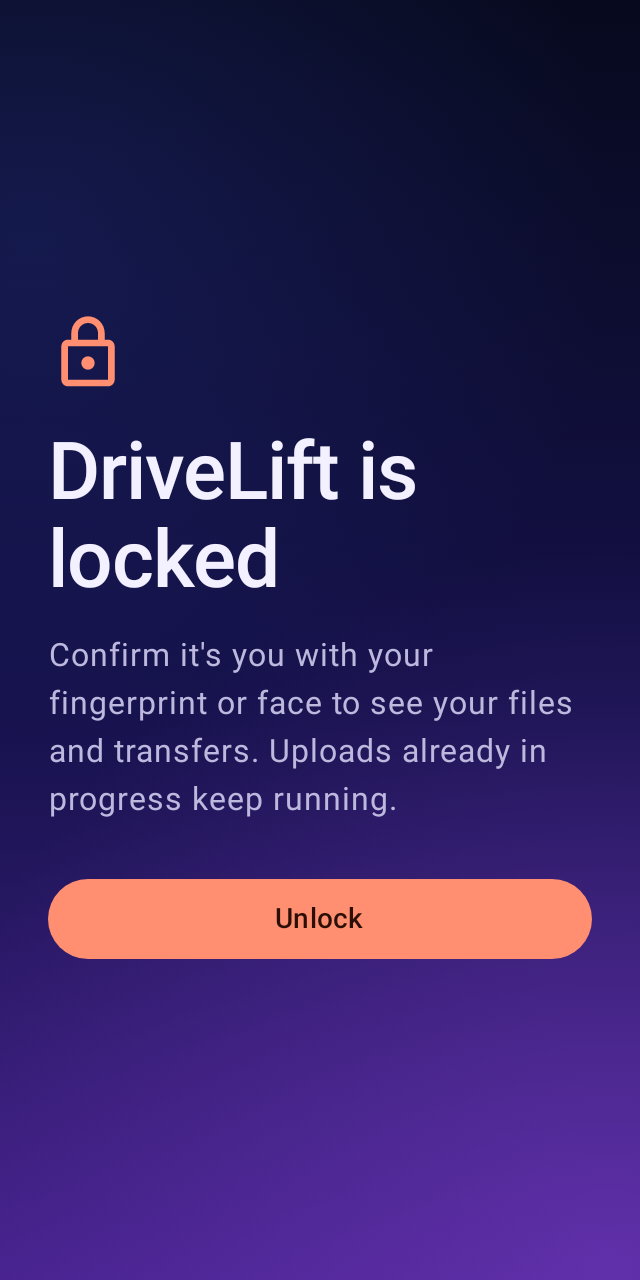 DriveLift is
locked
Confirm it's you with your
fingerprint or face to see your files
and transfers. Uploads already in
progress keep running.
Unlock